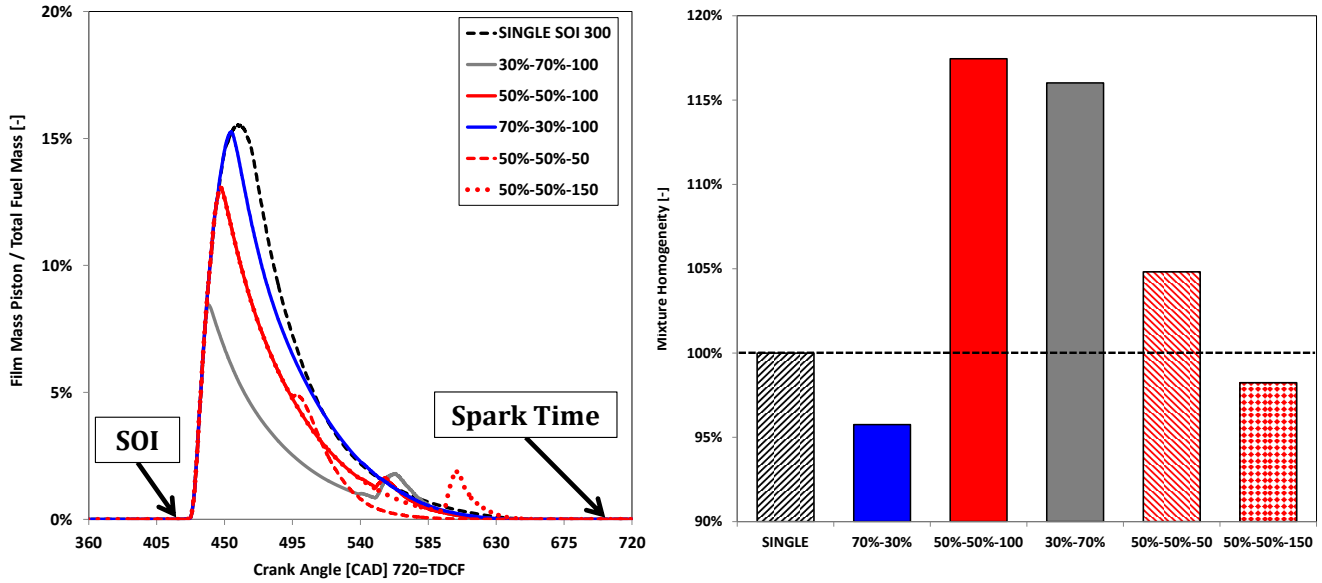 Film Mass Piston / Total Fuel Mass [-]
20%
15%
10%
5%
0%
360 405 450 495 540 585 630 675 720
Crank Angle [CAD] 720=TDCF
SINGLE SOI 300
30%-70%-100
50%-50%-100
70%-30%-100
50%-50%-50
50%-50%-150
SOI
Spark Time
Mixture Homogeneity [-]
120%
115%
110%
105%
100%
95%
90%
SINGLE 70%-30% 50%-50%-100 30%-70% 50%-50%-50 50%-50%-150